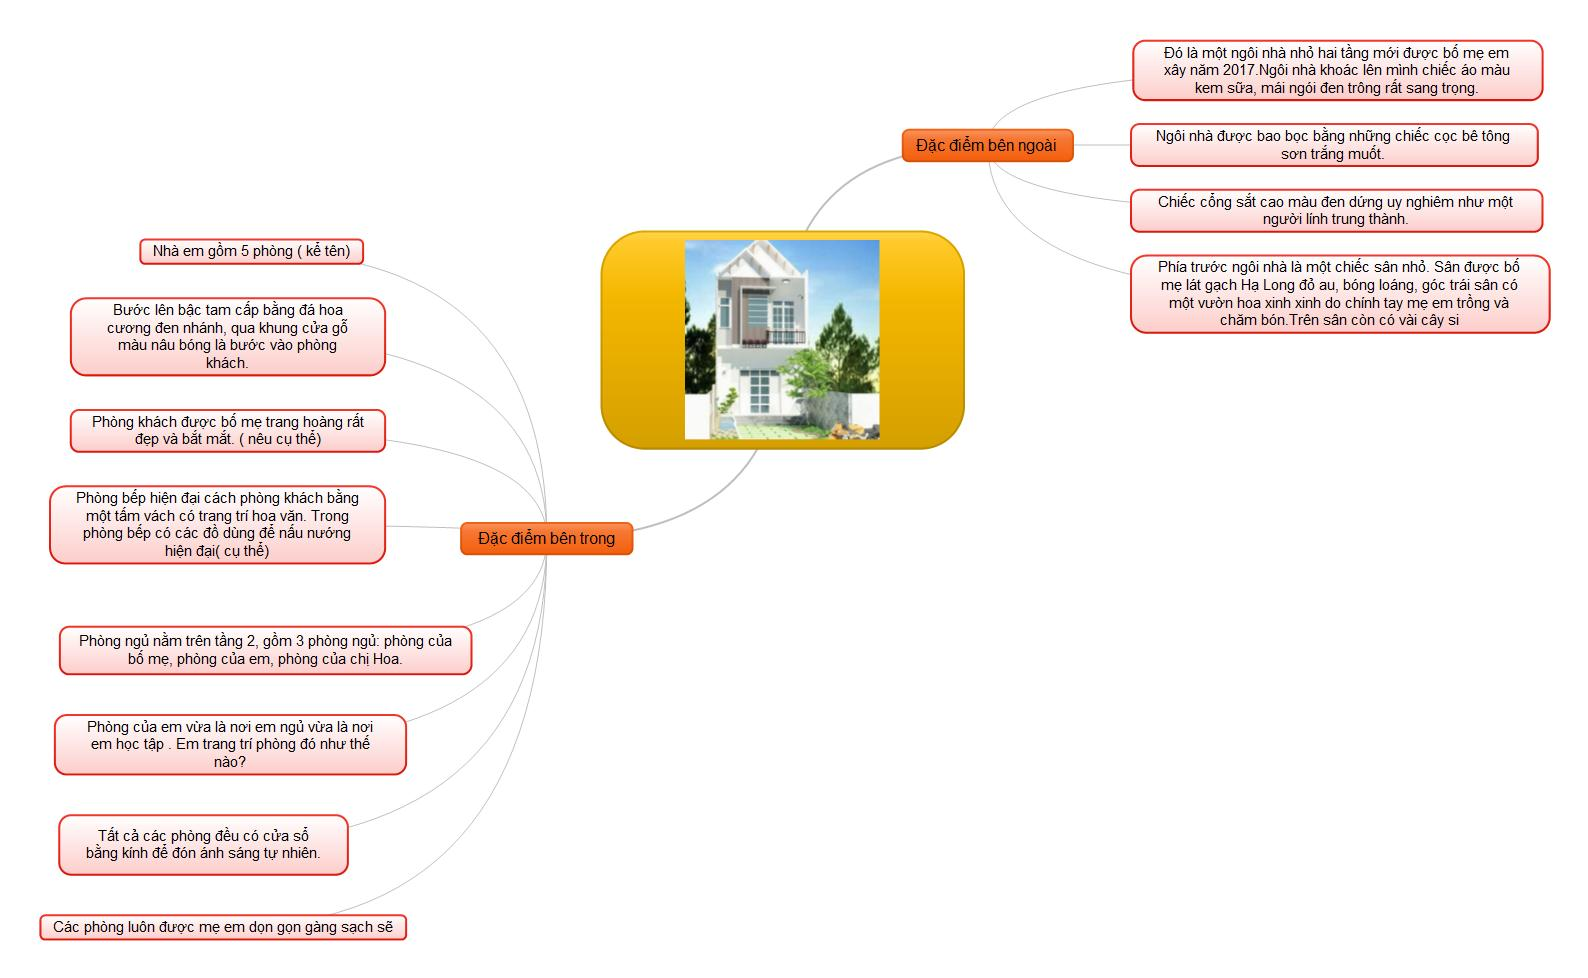 Đó là một ngôi nhà nhỏ hai tầng mới được bố mẹ em
xây năm 2017.Ngôi nhà khoác lên mình chiếc áo màu
kem sữa, mái ngói đen trông rất sang trọng.
Đặc điểm bên ngoài
Ngôi nhà được bao bọc bằng những chiếc cọc bê tông
sơn trắng muốt.
Chiếc cổng sắt cao màu đen dứng uy nghiêm như một
người lính trung thành.
Phía trước ngôi nhà là một chiếc sân nhỏ. Sân được bố
mẹ lát gạch Hạ Long đỏ au, bóng loáng, góc trái sân có
một vườn hoa xinh xinh do chính tay mẹ em trồng và
chăm bón.Trên sân còn có vài cây si
Nhà em gồm 5 phòng ( kể tên)
Bước lên bậc tam cấp bằng đá hoa
cương đen nhánh, qua khung cửa gỗ
màu nâu bóng là bước vào phòng
khách.
Phòng khách được bố mẹ trang hoàng rất
đẹp và bắt mắt. ( nêu cụ thể)
Phòng bếp hiện đại cách phòng khách bằng
một tấm vách có trang trí hoa văn. Trong
phòng bếp có các đồ dùng để nấu nướng
hiện đại( cụ thể)
Đặc điểm bên trong
Phòng ngủ nằm trên tầng 2, gồm 3 phòng ngủ: phòng của
bố mẹ, phòng của em, phòng của chị Hoa.
Phòng của em vừa là nơi em ngủ vừa là nơi
em học tập . Em trang trí phòng đó như thế
nào?
Tất cả các phòng đều có cửa sổ
bằng kính để đón ánh sáng tự nhiên.
Các phòng luôn được mẹ em dọn gọn gàng sạch sẽ